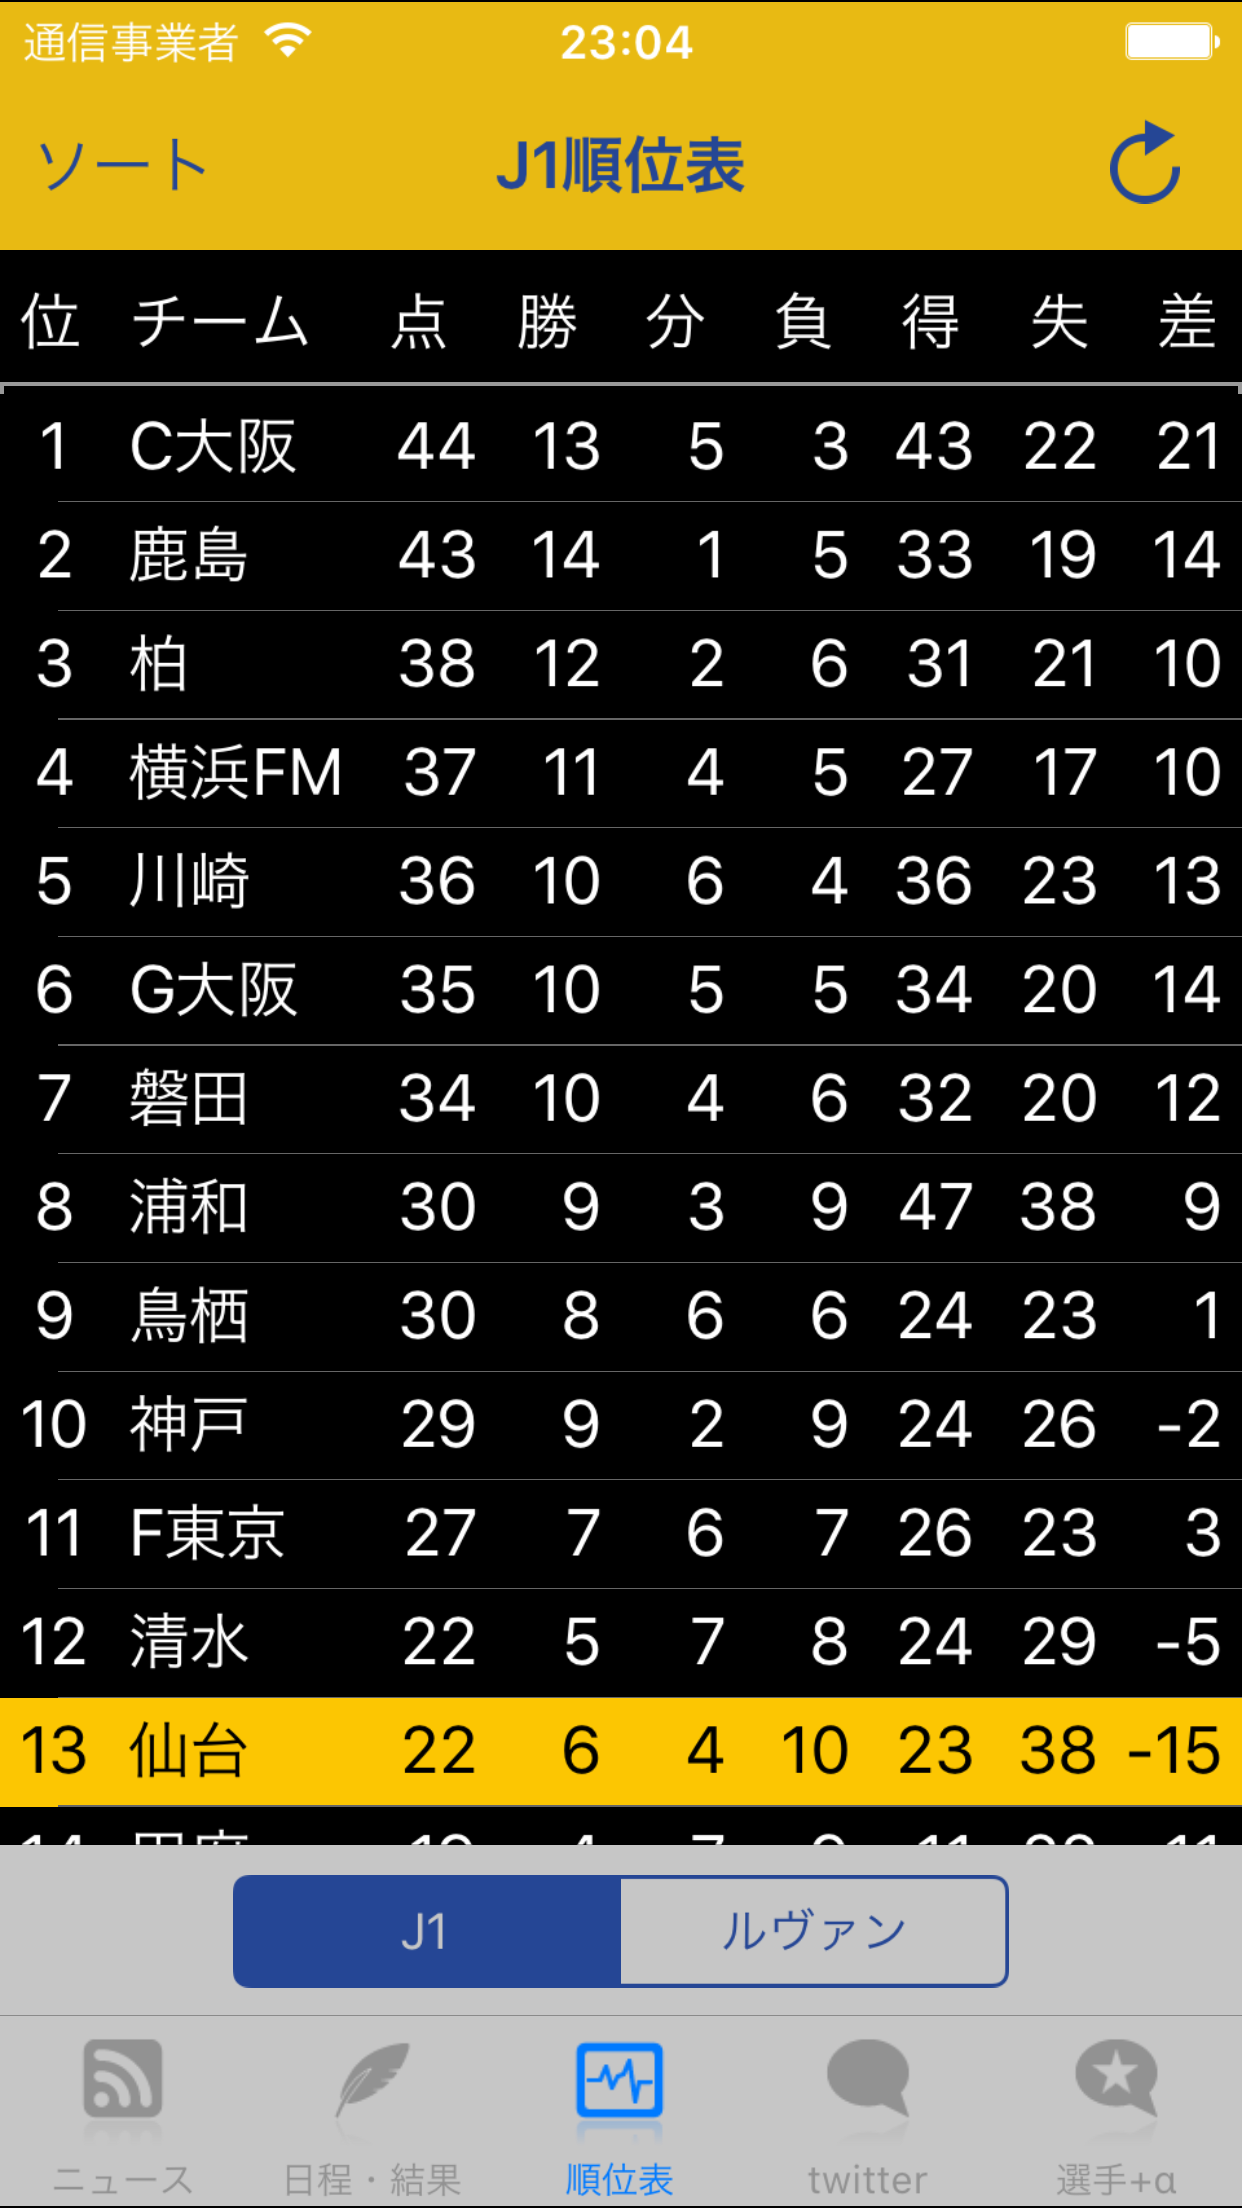 通信事業者 23:04
ソート J1順位表
位 チーム 点 勝 分 負 得 失 差
1 C大阪 44 13 5 3 43 22 21
2 鹿島 43 14 1 5 33 19 14
3 柏 38 12 2 6 31 21 10
4 横浜FM 37 11 4 5 27 17 10
5 川崎 36 10 6 4 36 23 13
6 G大阪 35 10 5 5 34 20 14
7 磐田 34 10 4 6 32 20 12
8 浦和 30 9 3 9 47 38 9
9 鳥栖 30 8 6 6 24 23 1
10 神戸 29 9 2 9 24 26 -2
11 F東京 27 7 6 7 26 23 3
12 清水 22 5 7 8 24 29 -5
13 仙台 22 6 4 10 23 38 -15
J1 ルヴァン
ニュース 日程・結果 順位表 twitter 選手+α